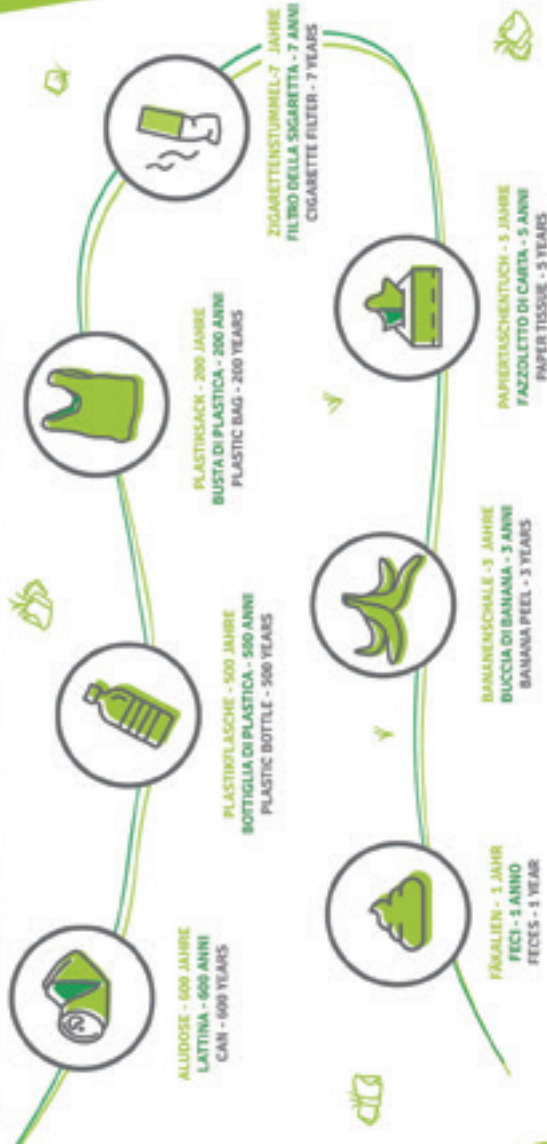 ALUDOSE - 600 JAHRE
LATTINA - 600 ANNI
CAN - 600 YEARS
PLASTIKFLASCHE - 500 JAHRE
BOTTIGLIA DI PLASTICA - 500 ANNI
PLASTIC BOTTLE - 500 YEARS
PLASTIKSACK - 200 JAHRE
BUSTA DI PLASTICA - 200 ANNI
PLASTIC BAG - 200 YEARS
ZIGARETTENSTUMMEL-7 JAHRE
FILTRO DELLA SIGARETTA - 7 ANNI
CIGARETTE FILTER - 7 YEARS
FÄKALIEN - 1 JAHR
FECI - 1 ANNO
FECES - 1 YEAR
BANANENSCHALE -3 JAHRE
BUCCIA DI BANANA - 3 ANNI
BANANA PEEL - 3 YEARS
PAPIERTASCHENTUCH - 5 JAHRE
FAZZOLETTO DI CARTA - 5 ANNI
PAPER TISSUE - 5 YEARS